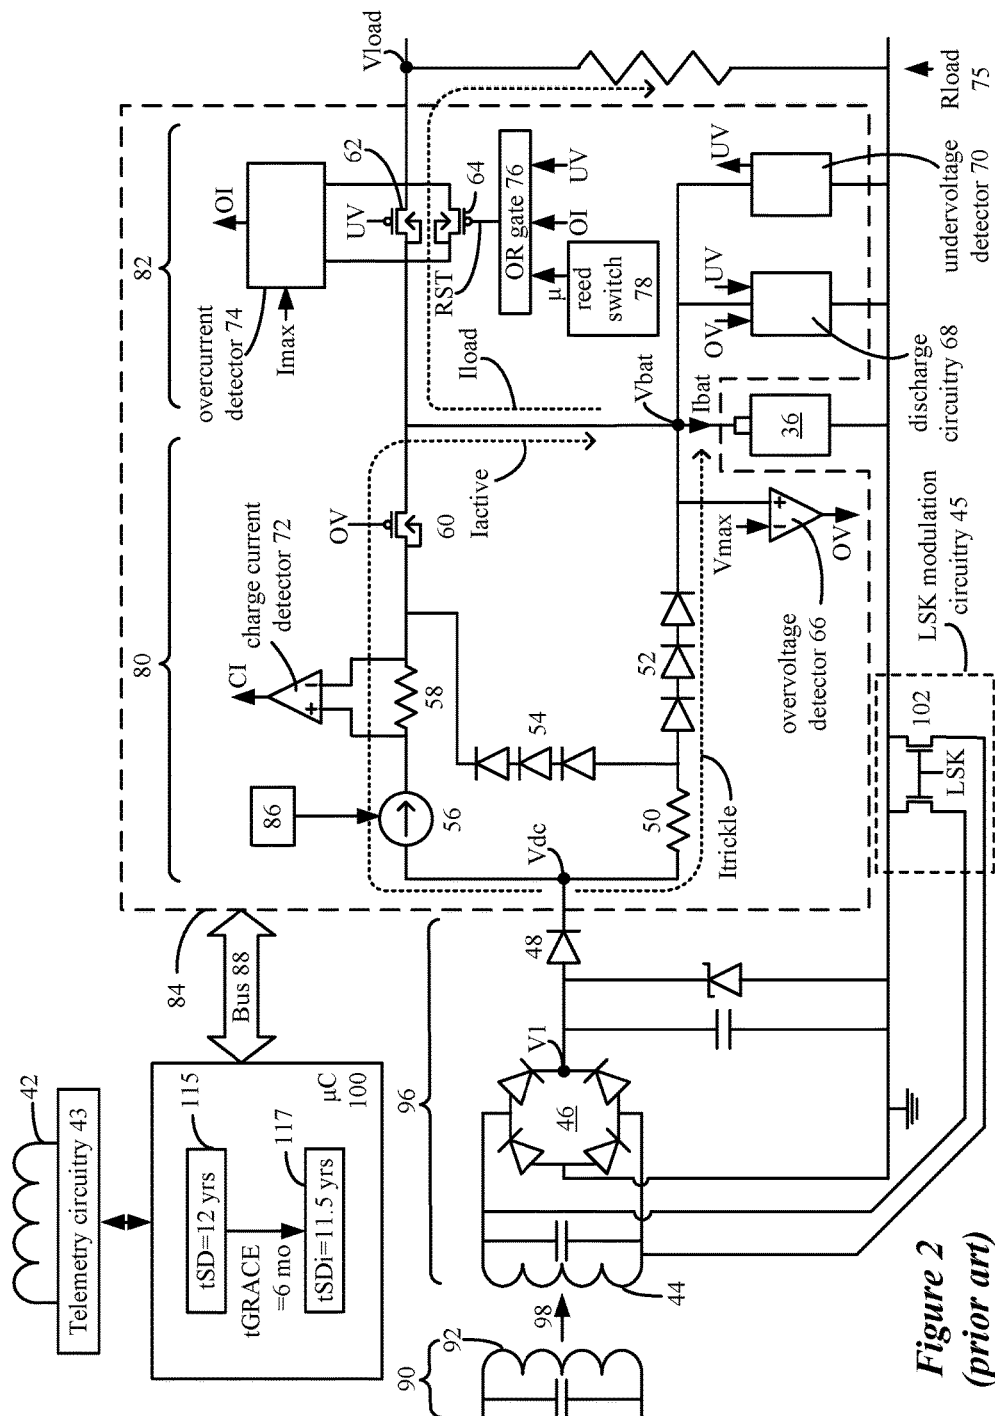 42
Telemetry circuitry 43
115
tSD=12 yrs
tGRACE
=6 mo
117
tSDi=11.5 yrs
µC
100
Bus 88
84
80
82
86
56
CI
charge current
detector 72
58
OV
60
Iactive
overcurrent
detector 74
Imax
OI
UV
62
64
RST
OR gate 76
µ
OI
UV
reed
switch
78
Vload
Iload
90
92
98
44
96
46
V1
48
Vdc
50
54
52
Itrickle
Vbat
Ibat
36
Vmax
OV
overvoltage
detector 66
OV
UV
discharge
circuitry 68
UV
undervoltage
detector 70
Rload
75
LSK modulation
circuitry 45
102
LSK
Figure 2
(prior art)